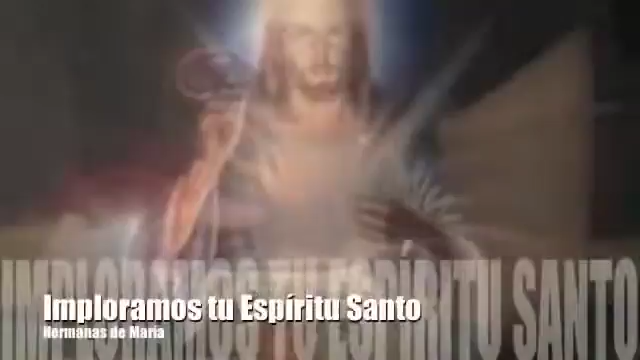 IMPLORAMOS TU ESPÍRITU SANTO
Imploramos tu Espíritu Santo
Hermanas de María